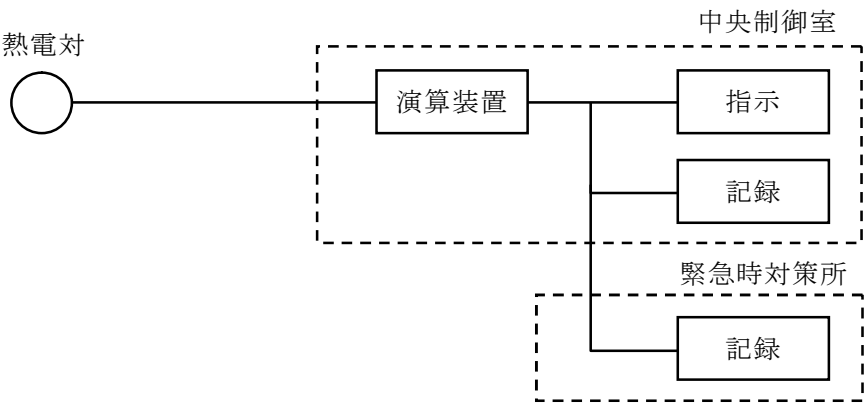 中央制御室
熱電対
演算装置
指示
記録
緊急時対策所
記録